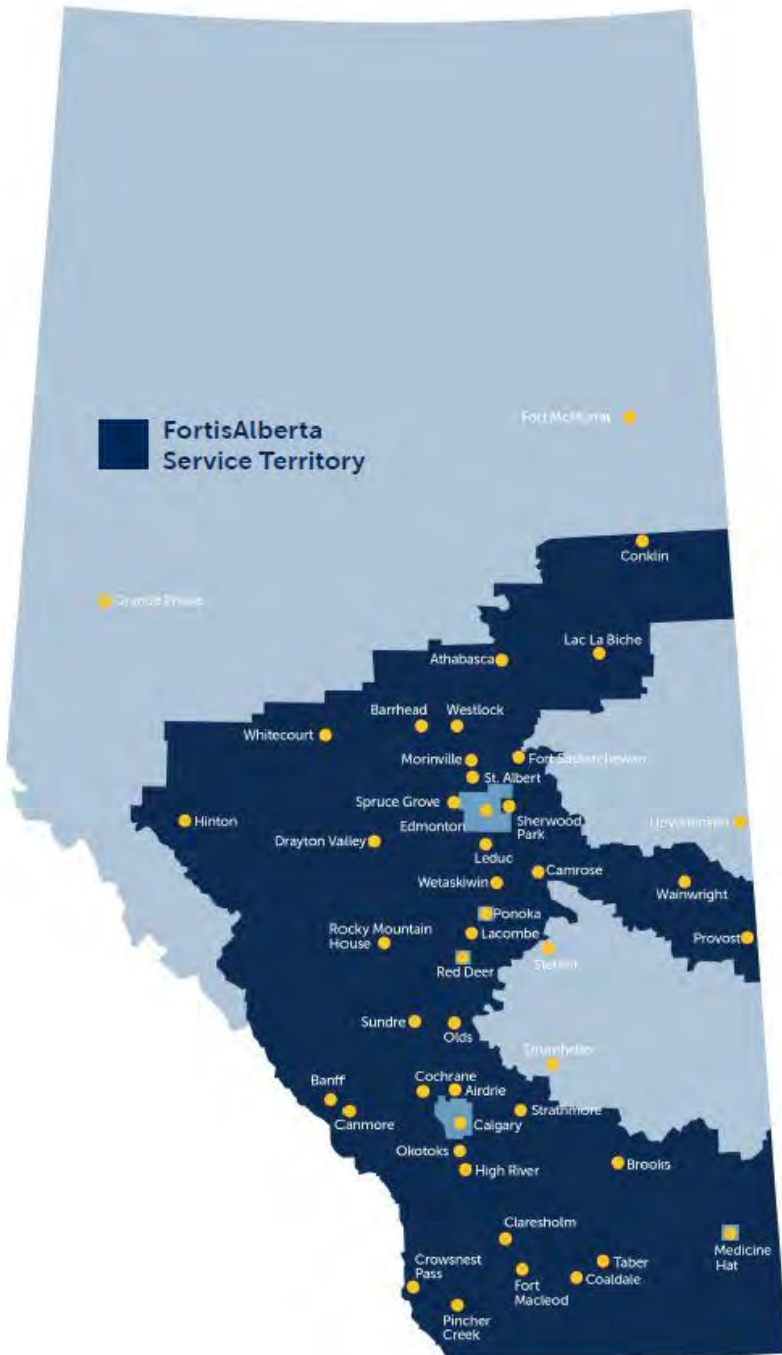 FortisAlberta
Service Territory
Fort McMurray
Conklin
Grande Prairie
Lac La Biche
Athabasca
Barrhead
Westlock
Whitecourt
Morinville
Fort Saskatchewan
St. Albert
Spruce Grove
Edmonton
Sherwood
Park
Hinton
Lloydminster
Drayton Valley
Leduc
Camrose
Wetaskiwin
Wainwright
Ponoka
Rocky Mountain
House
Lacombe
Provost
Stettler
Red Deer
Sundre
Olds
Drumheller
Cochrane
Airdrie
Banff
Canmore
Strathmore
Calgary
Okotoks
High River
Brooks
Claresholm
Medicine
Hat
Crowsnest
Pass
Taber
Coaldale
Fort
Macleod
Pincher
Creek